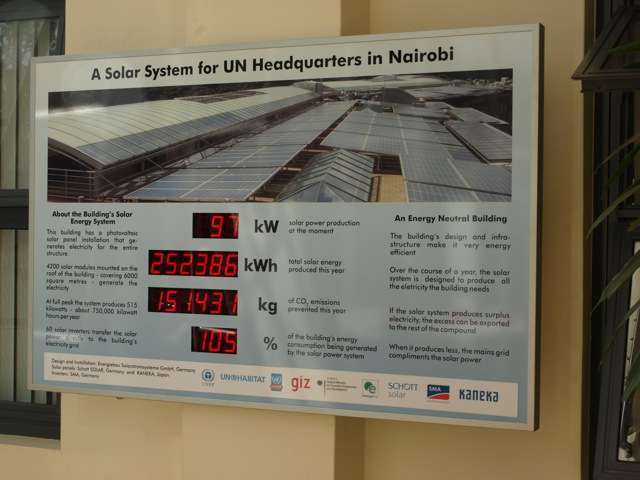 A Solar System for UN Headquarters in Nairobi
About the Building's Solar
Energy System
This building has a photovoltaic
solar panel installation that ge-
nerates electricity for the entire
structure
4200 solar modules mounted on the
roof of the building - covering 6000
square metres - generate the
electricity
At full peak the system produces 515
kilowatts - about 750,000 kilowatt
hours per year
60 solar inverters transfer the solar
power to the building's
electricity grid
97 kW solar power production
at the moment
252386 kWh total solar energy
produced this year
151431 kg of CO2 emissions
prevented this year
105 % of the building's energy
consumption being generated
by the solar power system
An Energy Neutral Building
The building's design and infra-
structure make it very energy
efficient
Over the course of a year, the solar
system is designed to produce all
the eletricity the building needs
If the solar system produces surplus
electricity, the excess can be exported
to the rest of the compound
When it produces less, the mains grid
compliments the solar power
Design and Installation: Energiebau Solarstromsysteme GmbH, Germany
Solar panels: Schott SOLAR, Germany and KANEKA, Japan
Inverters: SMA, Germany
UNEP UN HABITAT giz SCHOTT solar SMA KANEKA